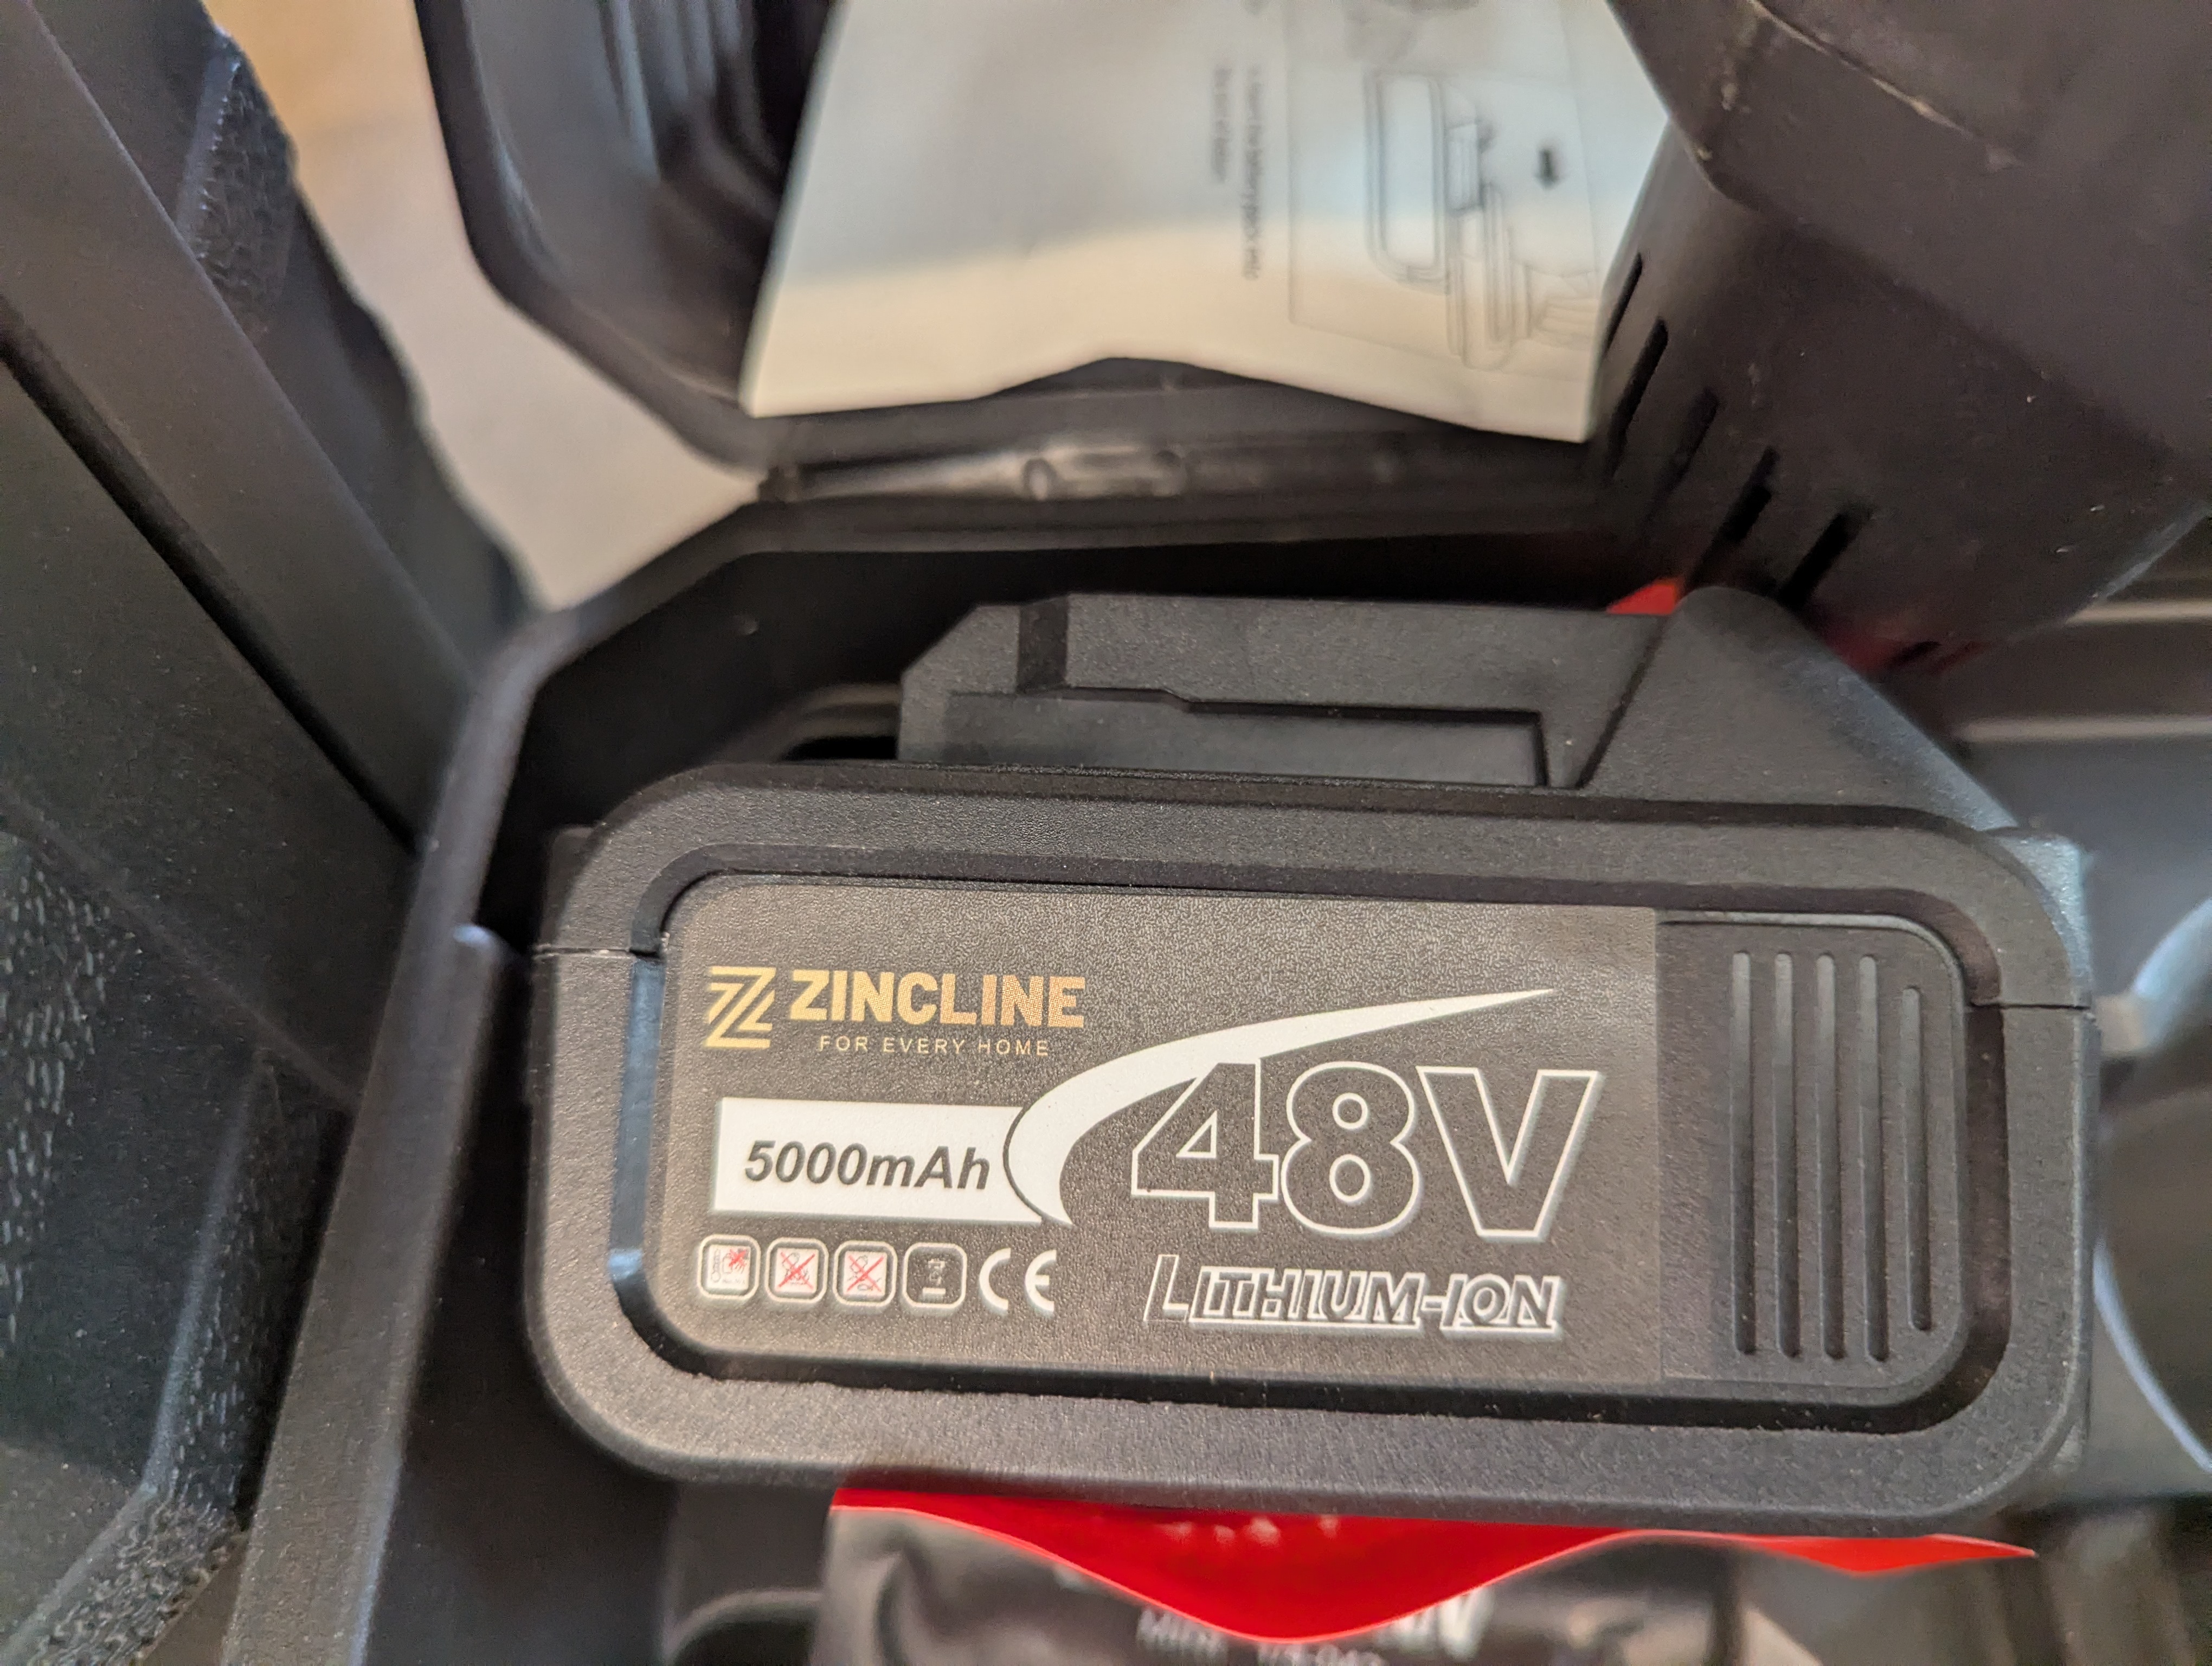 ZINCLINE
FOR EVERY HOME
5000mAh
48V
LITHIUM-ION
CE